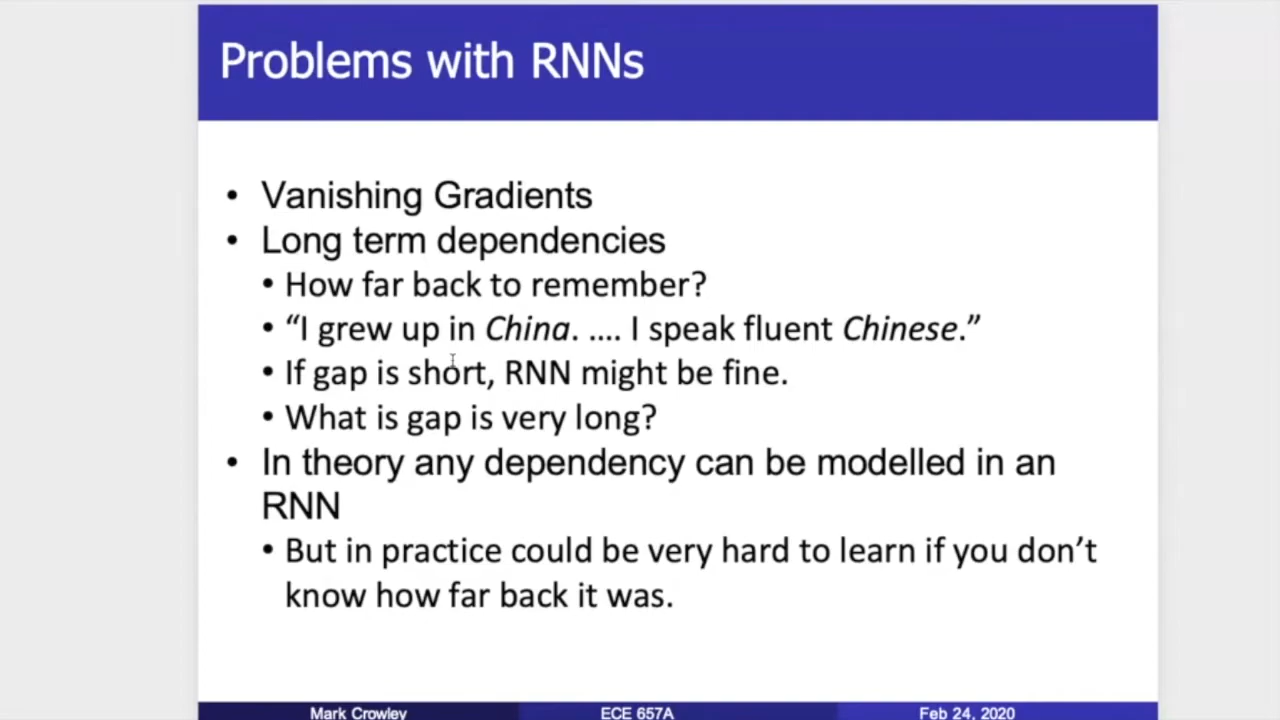 Problems with RNNs
• Vanishing Gradients
• Long term dependencies
• How far back to remember?
• “I grew up in China. .... I speak fluent Chinese.”
• If gap is short, RNN might be fine.
• What is gap is very long?
• In theory any dependency can be modelled in an
RNN
• But in practice could be very hard to learn if you don’t
know how far back it was.
Mark Crowley ECE 657A Feb 24, 2020